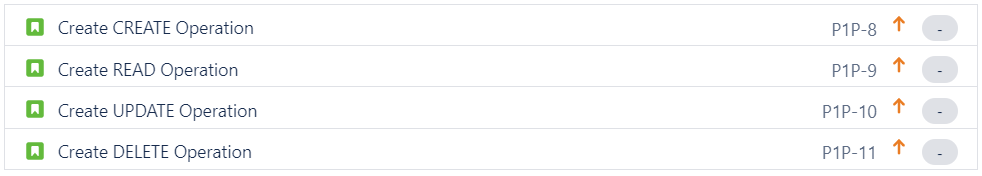 Create CREATE Operation P1P-8 -
Create READ Operation P1P-9 -
Create UPDATE Operation P1P-10 -
Create DELETE Operation P1P-11 -